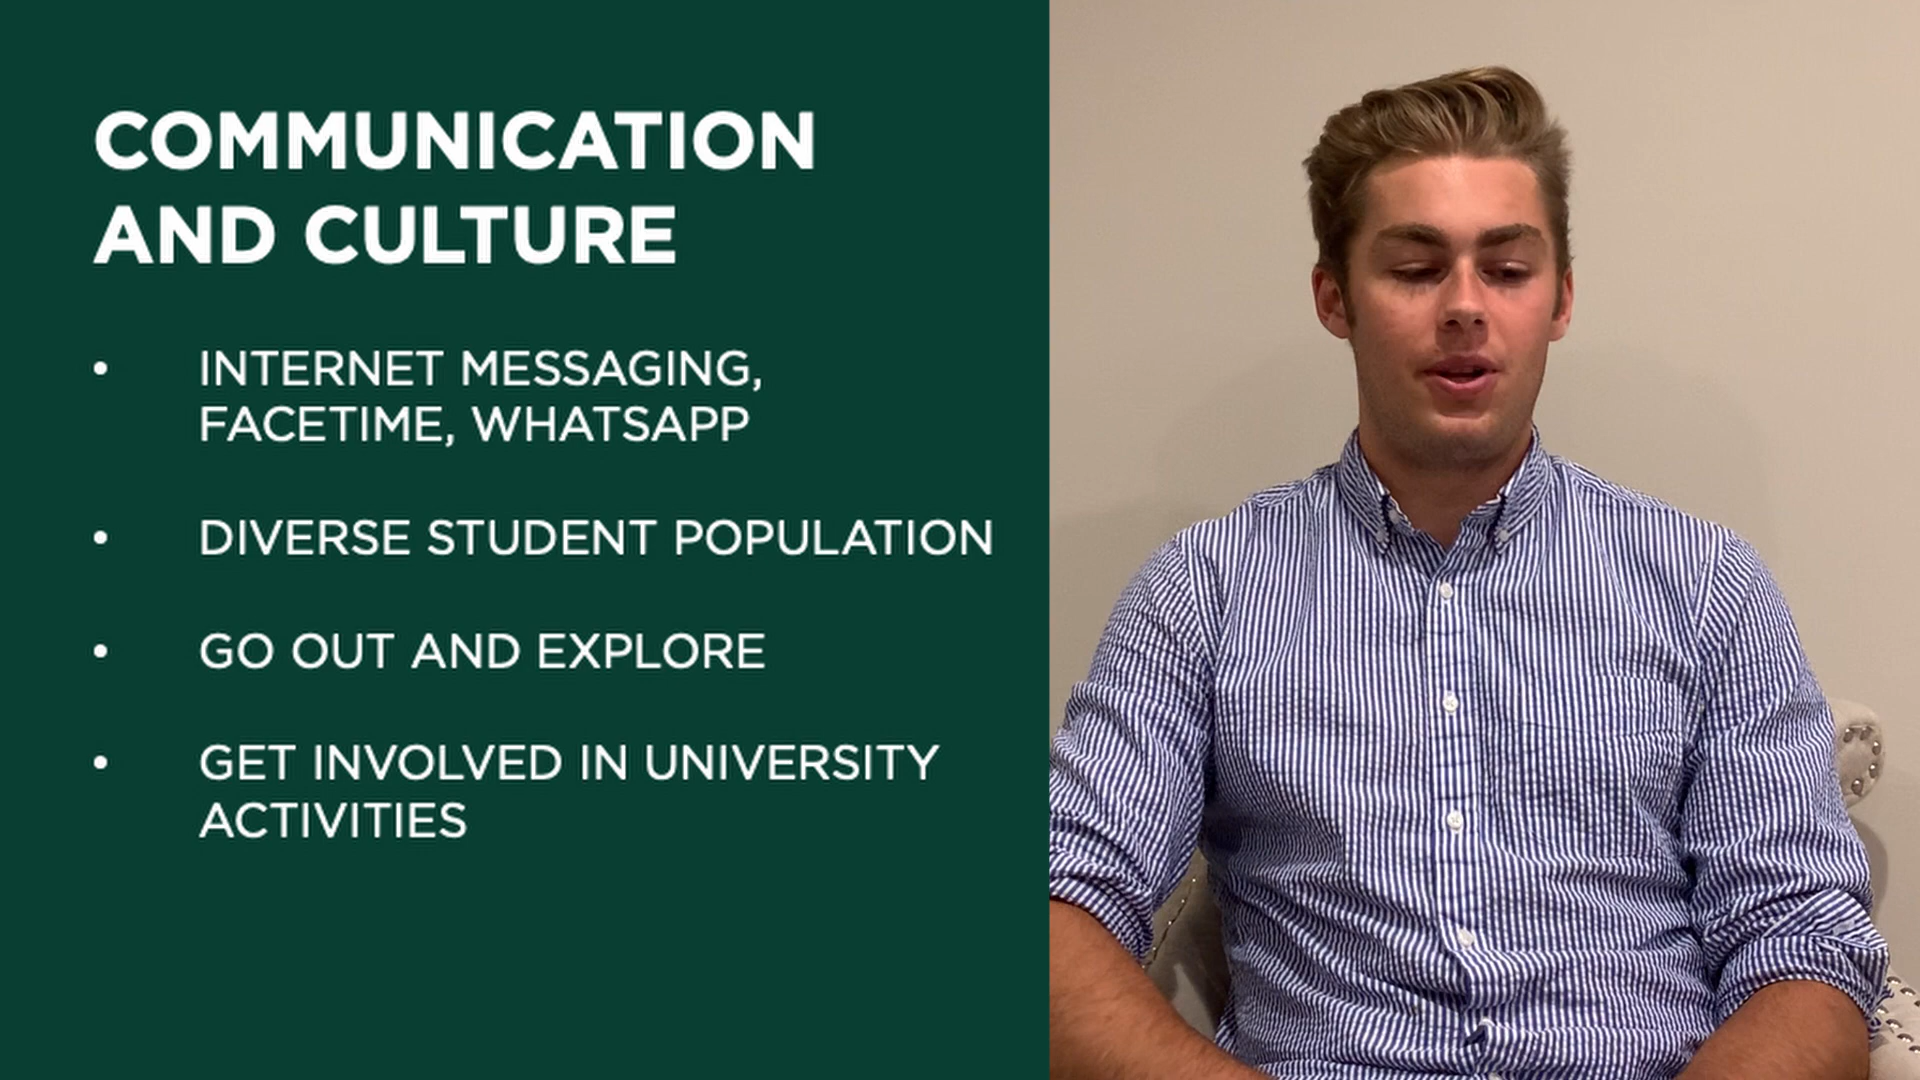 COMMUNICATION
AND CULTURE
• INTERNET MESSAGING,
FACETIME, WHATSAPP
• DIVERSE STUDENT POPULATION
• GO OUT AND EXPLORE
• GET INVOLVED IN UNIVERSITY
ACTIVITIES